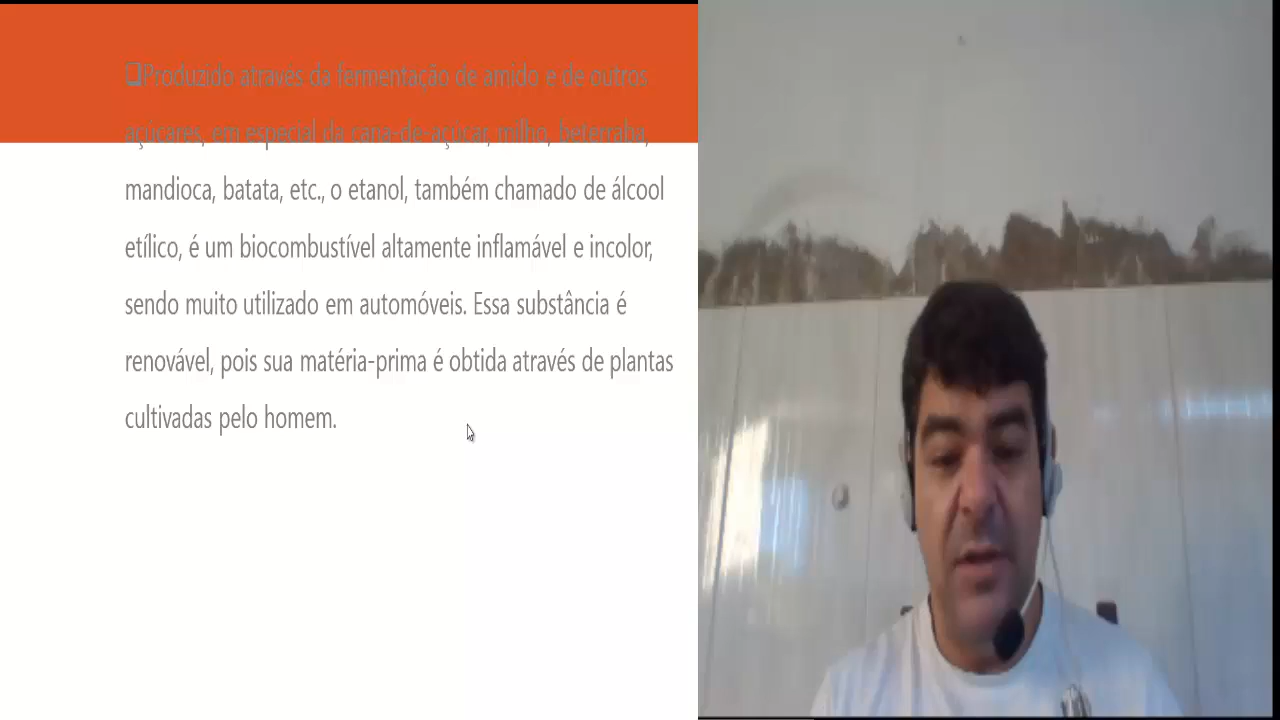 ❑Produzido através da fermentação de amido e de outros
açúcares, em especial da cana-de-açúcar, milho, beterraba,
mandioca, batata, etc., o etanol, também chamado de álcool
etílico, é um biocombustível altamente inflamável e incolor,
sendo muito utilizado em automóveis. Essa substância é
renovável, pois sua matéria-prima é obtida através de plantas
cultivadas pelo homem.